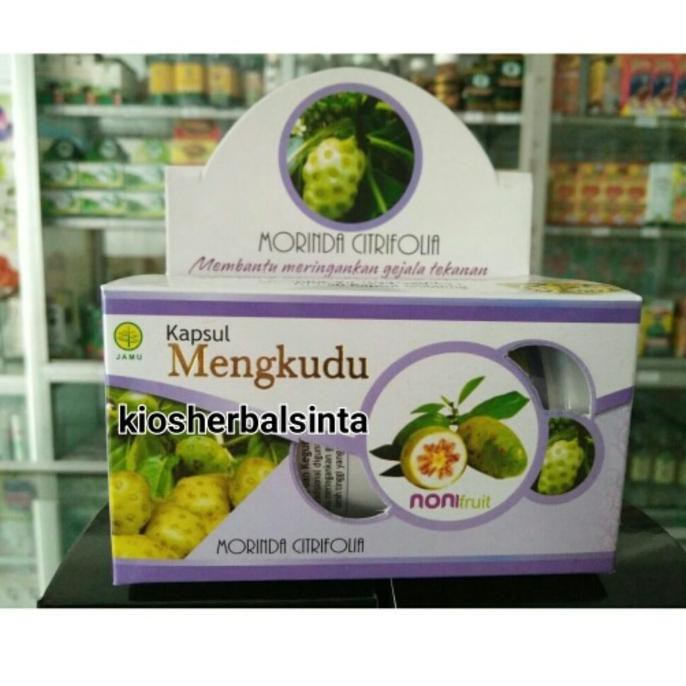 MORINDA CITRIFOLIA
Membantu meringankan gejala tekanan
JAMU
Kapsul
Mengkudu
kiosherbalsinta
nonifruit
MORINDA CITRIFOLIA